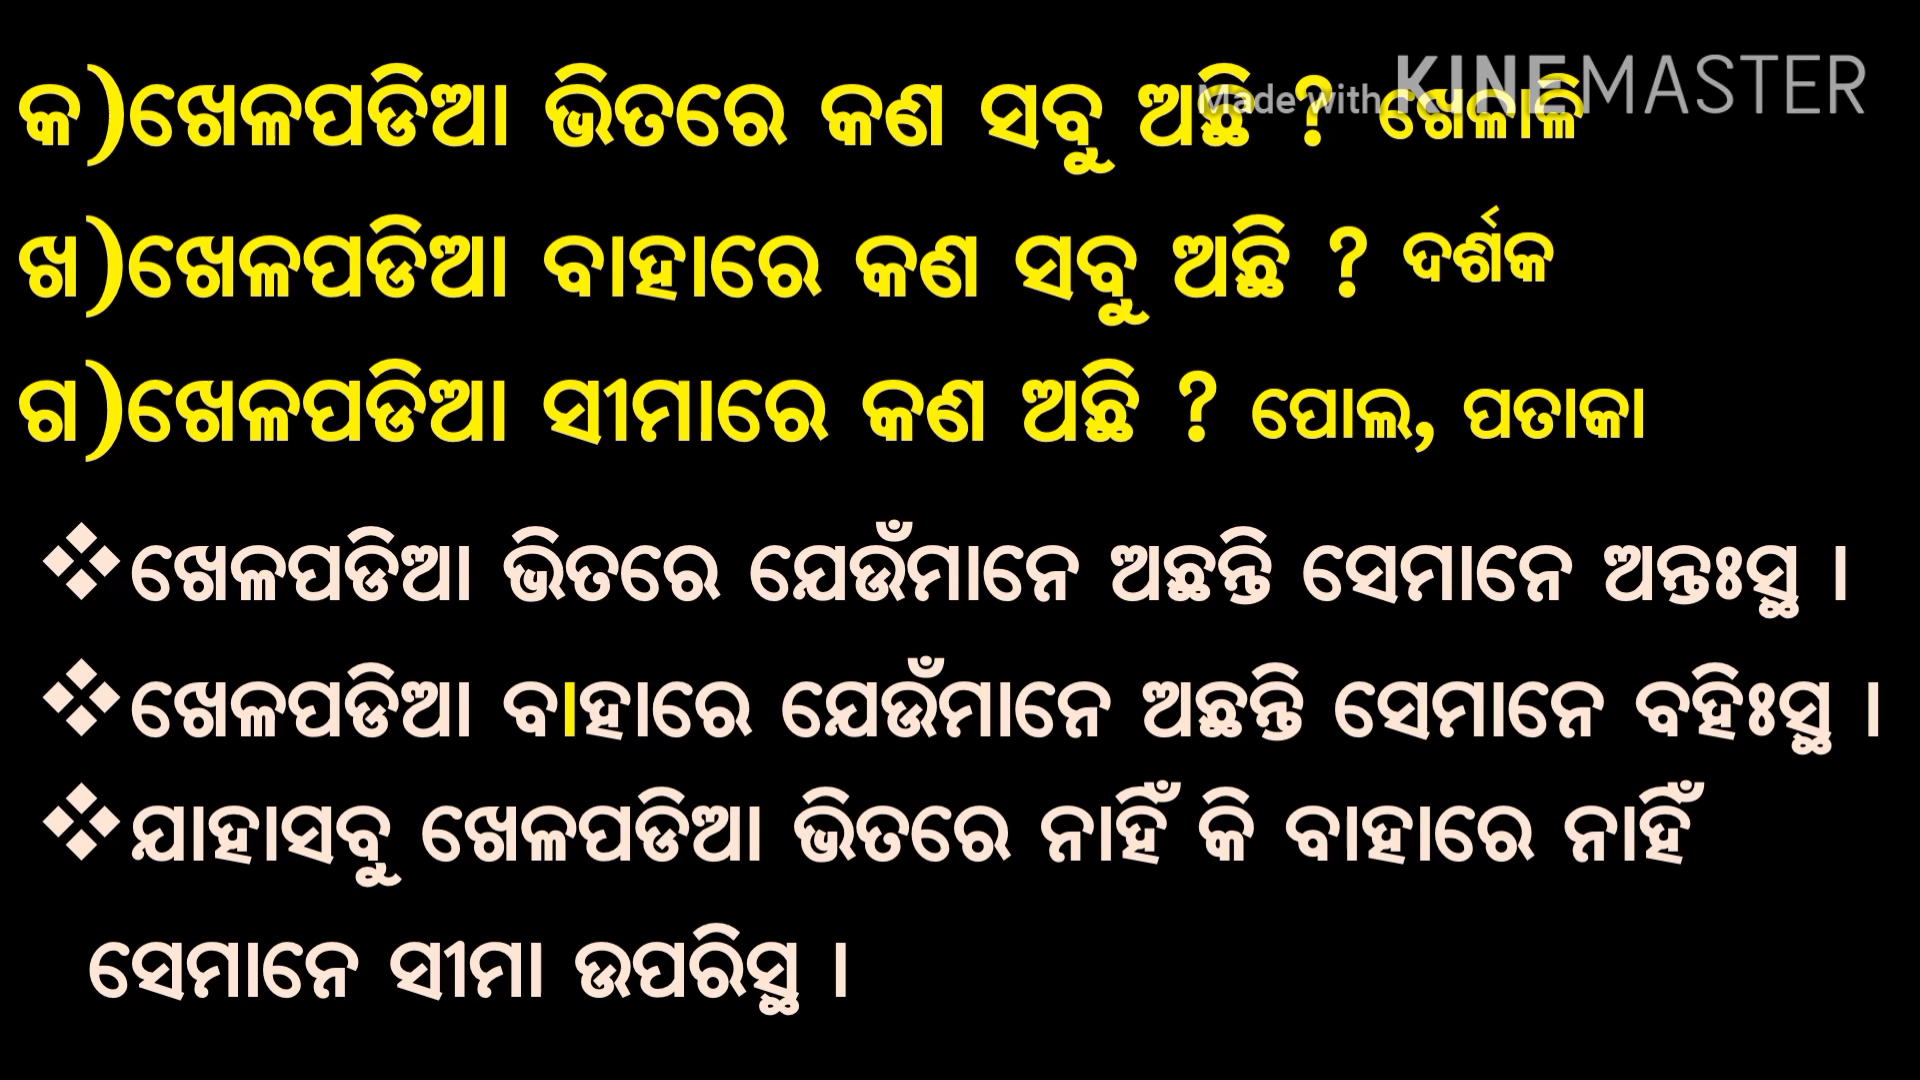 କ)ଖେଳପଡିଆ ଭିତରେ କଣ ସବୁ ଅଛି ? ଖେଳାଳି
Made with KINEMASTER
ଖ)ଖେଳପଡିଆ ବାହାରେ କଣ ସବୁ ଅଛି ? ଦର୍ଶକ
ଗ)ଖେଳପଡିଆ ସୀମାରେ କଣ ଅଛି ? ପୋଲ, ପତାକା
❖ଖେଳପଡିଆ ଭିତରେ ଯେଉଁମାନେ ଅଛନ୍ତି ସେମାନେ ଅନ୍ତଃସ୍ଥ ।
❖ଖେଳପଡିଆ ବାହାରେ ଯେଉଁମାନେ ଅଛନ୍ତି ସେମାନେ ବହିଃସ୍ଥ ।
❖ଯାହାସବୁ ଖେଳପଡିଆ ଭିତରେ ନାହିଁ କି ବାହାରେ ନାହିଁ
ସେମାନେ ସୀମା ଉପରିସ୍ଥ ।